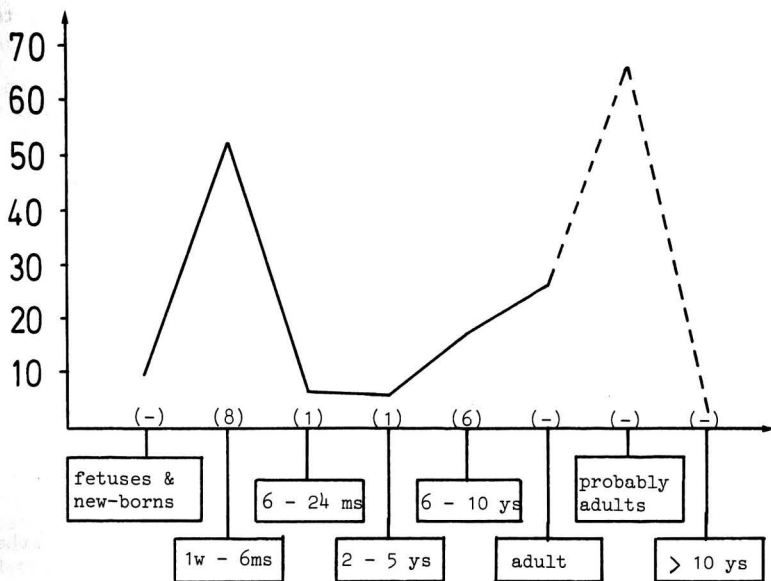 70
60
50
40
30
20
10
(-) (8) (1) (1) (6) (-) (-) (-)
fetuses &
new-borns
1w - 6ms
6 - 24 ms
2 - 5 ys
6 - 10 ys
adult
probably
adults
> 10 ys